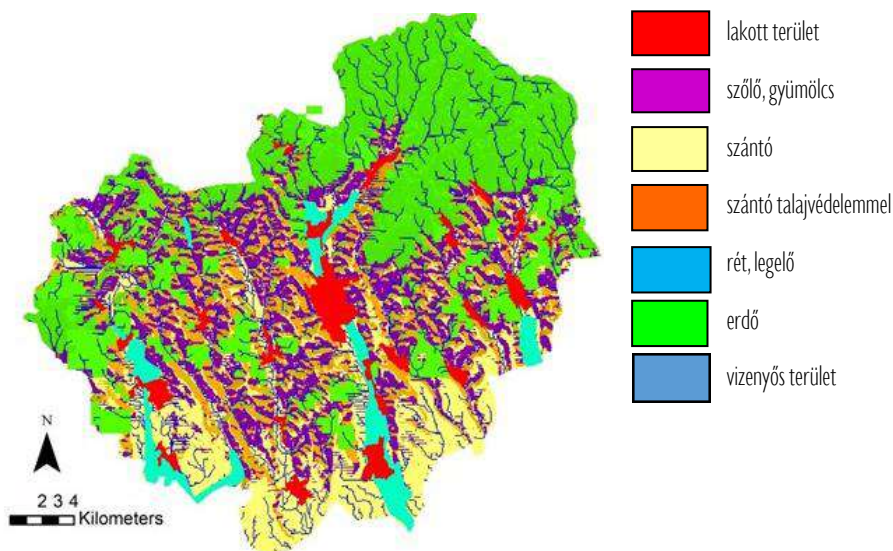 lakott terület
szőlő, gyümölcs
szántó
szántó talajvédelemmel
rét, legelő
erdő
vizenyős terület
N
2 3 4
Kilometers